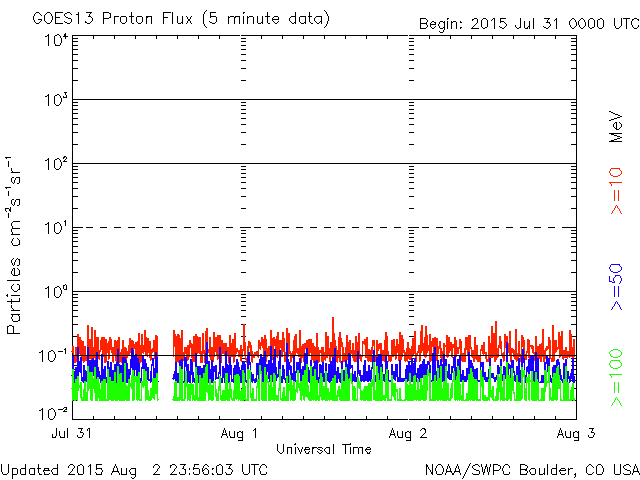 GOES13 Proton Flux (5 minute data)
Begin: 2015 Jul 31 0000 UTC
10⁴
10³
10²
10¹
10⁰
10⁻¹
10⁻²
Particles cm⁻²s⁻¹sr⁻¹
MeV
>=10
>=50
>=100
Jul 31
Aug 1
Aug 2
Aug 3
Universal Time
Updated 2015 Aug 2 23:56:03 UTC
NOAA/SWPC Boulder, CO USA